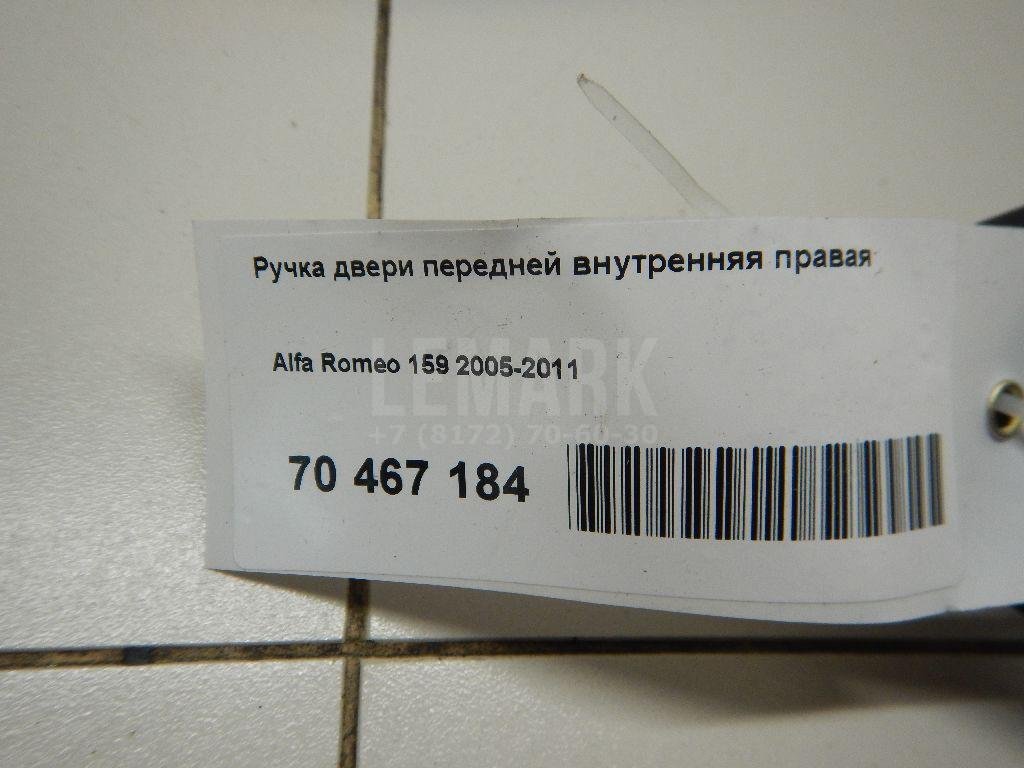 Ручка двери передней внутренняя правая
Alfa Romeo 159 2005-2011
LEMARK
+7 (8172) 70-60-30
70 467 184